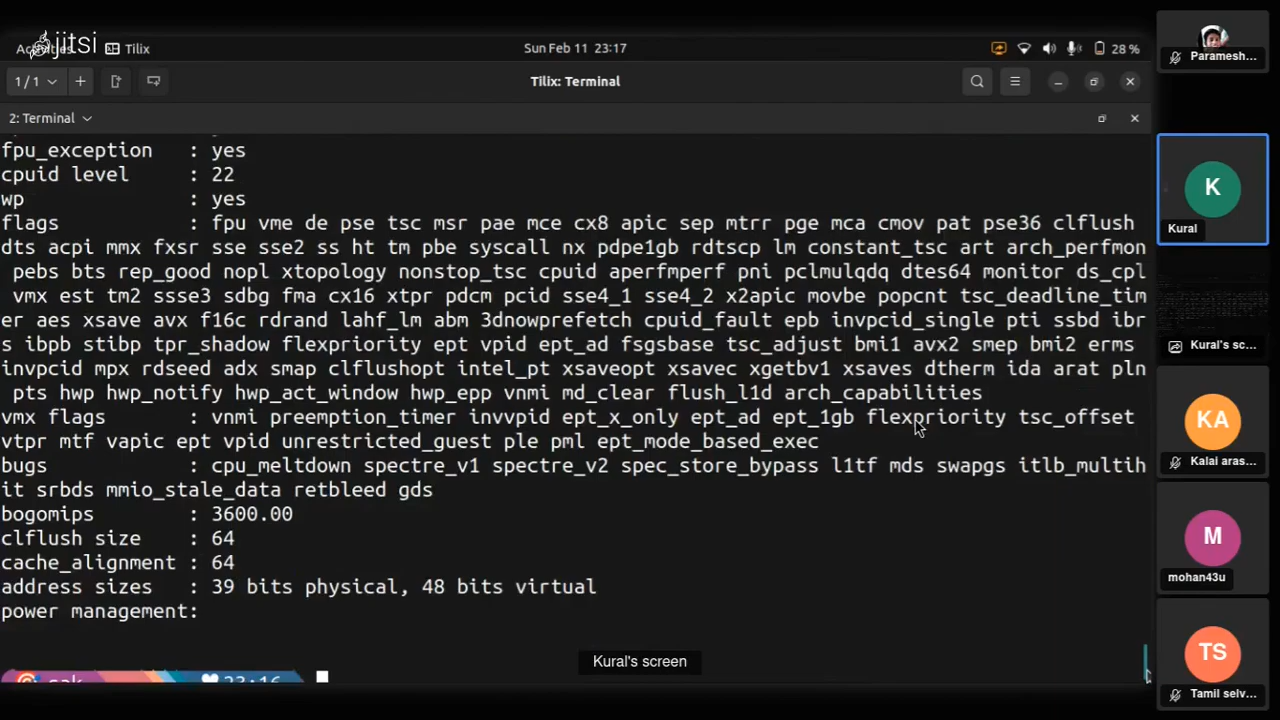 jitsi
Tilix
Sun Feb 11 23:17
28 %
1 / 1
Tilix: Terminal
2: Terminal
fpu_exception : yes
cpuid level : 22
wp : yes
flags : fpu vme de pse tsc msr pae mce cx8 apic sep mtrr pge mca cmov pat pse36 clflush
dts acpi mmx fxsr sse sse2 ss ht tm pbe syscall nx pdpe1gb rdtscp lm constant_tsc art arch_perfmon
pebs bts rep_good nopl xtopology nonstop_tsc cpuid aperfmperf pni pclmulqdq dtes64 monitor ds_cpl
vmx est tm2 ssse3 sdbg fma cx16 xtpr pdcm pcid sse4_1 sse4_2 x2apic movbe popcnt tsc_deadline_tim
er aes xsave avx f16c rdrand lahf_lm abm 3dnowprefetch cpuid_fault epb invpcid_single pti ssbd ibr
s ibpb stibp tpr_shadow flexpriority ept vpid ept_ad fsgsbase tsc_adjust bmi1 avx2 smep bmi2 erms
invpcid mpx rdseed adx smap clflushopt intel_pt xsaveopt xsavec xgetbv1 xsaves dtherm ida arat pln
pts hwp hwp_notify hwp_act_window hwp_epp vnmi md_clear flush_l1d arch_capabilities
vmx flags : vnmi preemption_timer invvpid ept_x_only ept_ad ept_1gb flexpriority tsc_offset
vtpr mtf vapic ept vpid unrestricted_guest ple pml ept_mode_based_exec
bugs : cpu_meltdown spectre_v1 spectre_v2 spec_store_bypass l1tf mds swapgs itlb_multih
it srbds mmio_stale_data retbleed gds
bogomips : 3600.00
clflush size : 64
cache_alignment : 64
address sizes : 39 bits physical, 48 bits virtual
power management:
23:16
Kural's screen
Paramesh...
K
Kural
Kural's sc...
KA
Kalai aras...
M
mohan43u
TS
Tamil selv...